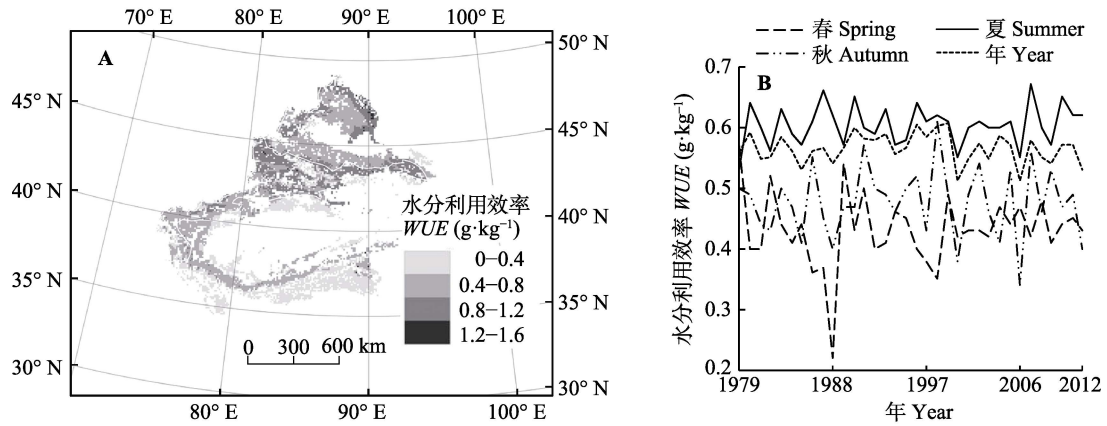 70° E 80° E 90° E 100° E
A
50° N
45° N
45° N
40° N
40° N
35° N
35° N
30° N
30° N
水分利用效率
WUE (g·kg⁻¹)
0−0.4
0.4−0.8
0.8−1.2
1.2−1.6
0 300 600 km
80° E 90° E 100° E
春 Spring 夏 Summer
秋 Autumn 年 Year
B
水分利用效率 WUE (g·kg⁻¹)
0.7
0.6
0.5
0.4
0.3
0.2
1979 1988 1997 2006 2012
年 Year